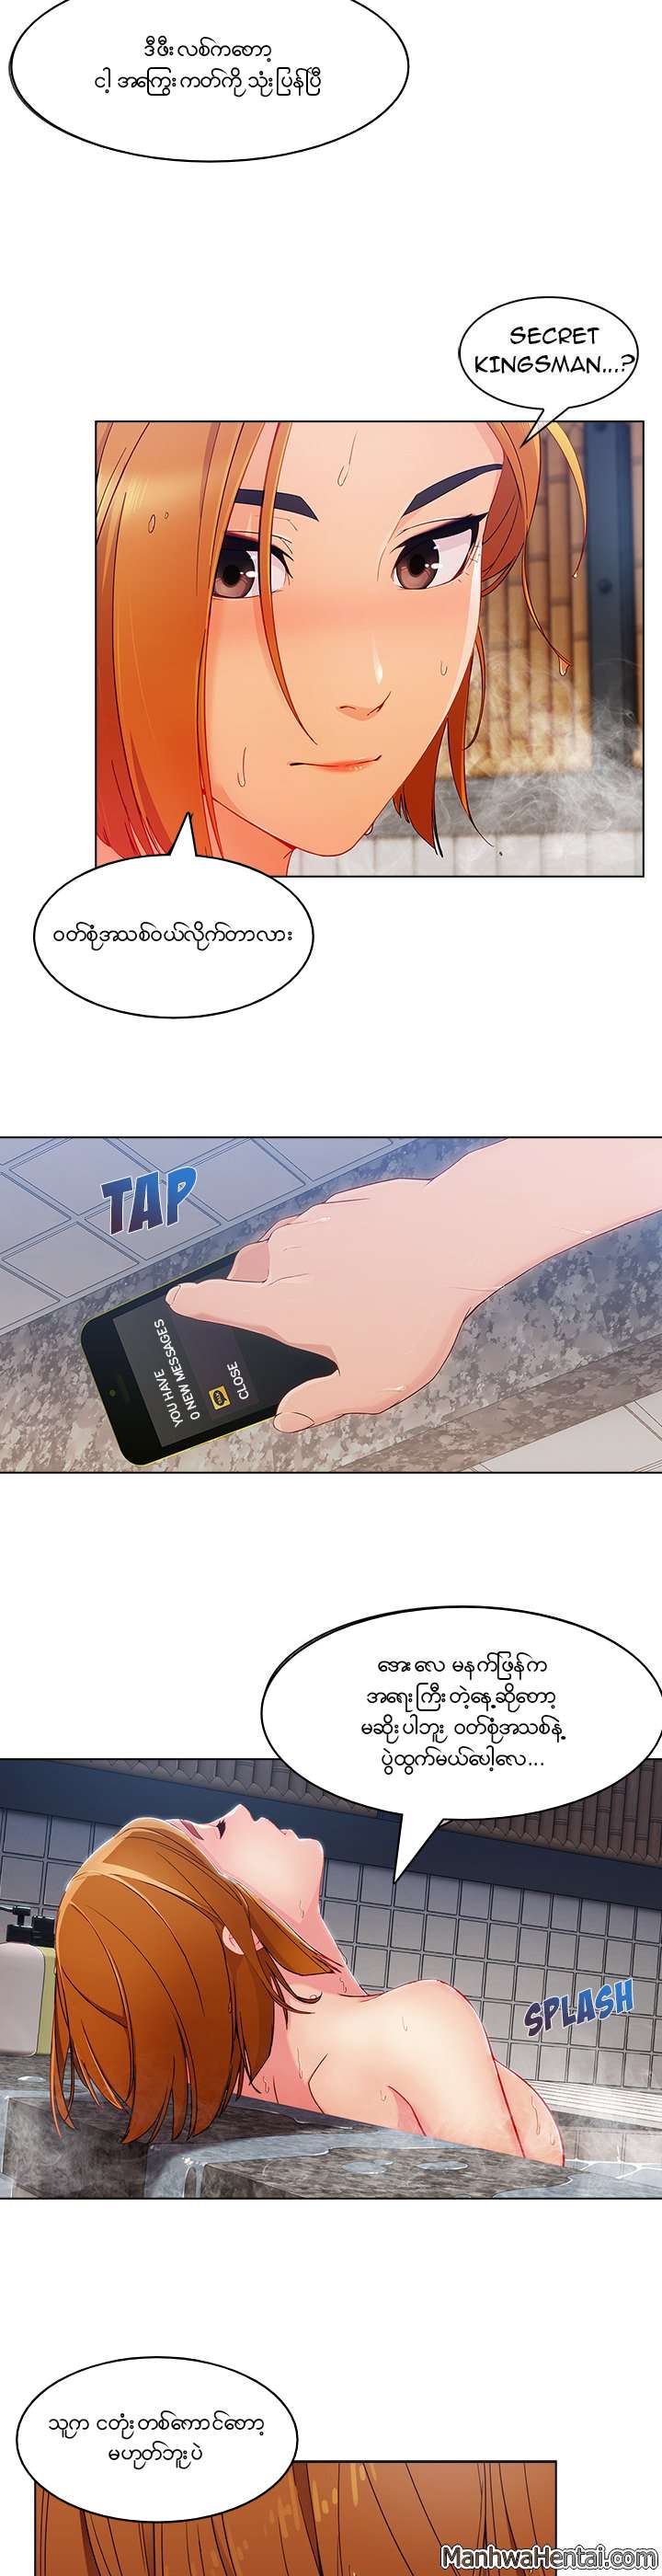 ဒီဖီးလစ်ကတော့
ငါ့ အကြွေးကတ်ကို သုံးပြန်ပြီ
SECRET
KINGSMAN...?
ဝတ်စုံအသစ်ဝယ်လိုက်တာလား
TAP
YOU HAVE
0 NEW MESSAGES
CLOSE
အေးလေ မနက်ဖြန်က
အရေးကြီးတဲ့နေ့ဆိုတော့
မဆိုးပါဘူး ဝတ်စုံအသစ်နဲ့
ပွဲထွက်မယ်ပေါ့လေ...
SPLASH
သူက ငတုံးတစ်ကောင်တော့
မဟုတ်ဘူးပဲ
ManhwaHentai.com